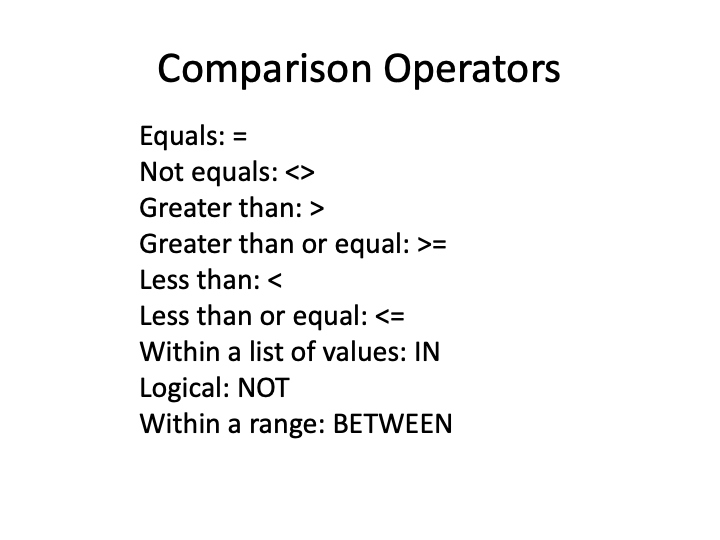 Comparison Operators
Equals: =
Not equals: <>
Greater than: >
Greater than or equal: >=
Less than: <
Less than or equal: <=
Within a list of values: IN
Logical: NOT
Within a range: BETWEEN